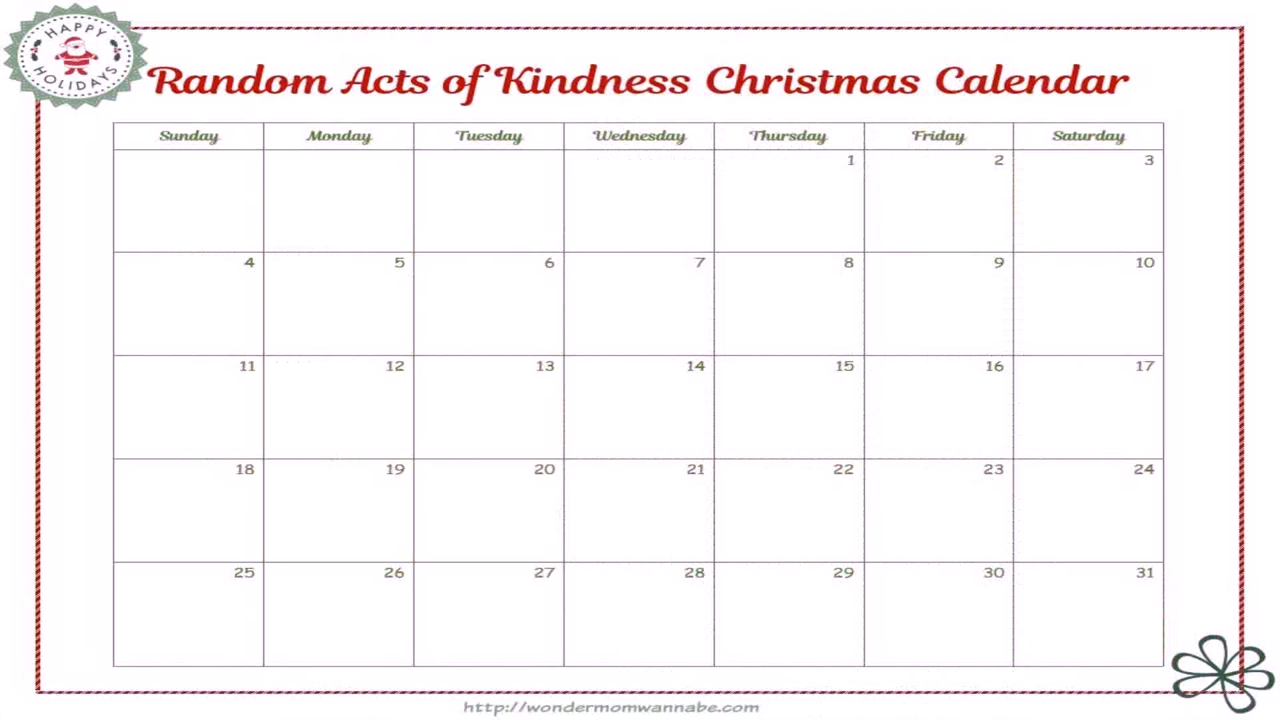 HAPPY
HOLIDAYS
Random Acts of Kindness Christmas Calendar
Sunday Monday Tuesday Wednesday Thursday Friday Saturday
1 2 3
4 5 6 7 8 9 10
11 12 13 14 15 16 17
18 19 20 21 22 23 24
25 26 27 28 29 30 31
http://wondermomwannabe.com